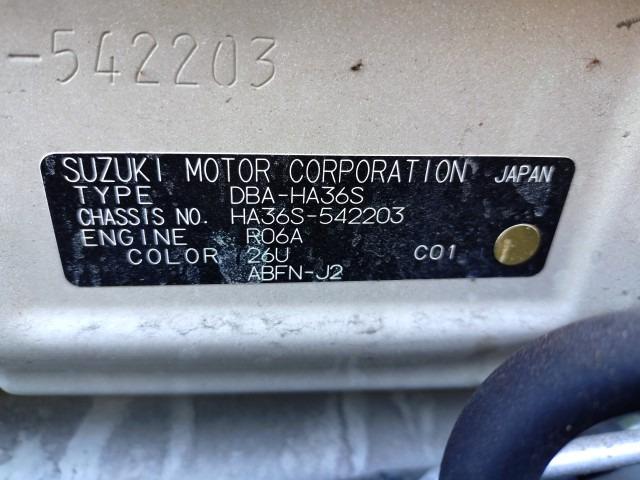 -542203
SUZUKI MOTOR CORPORATION JAPAN
TYPE DBA-HA36S
CHASSIS NO. HA36S-542203
ENGINE R06A
COLOR 26U C01
ABFN-J2